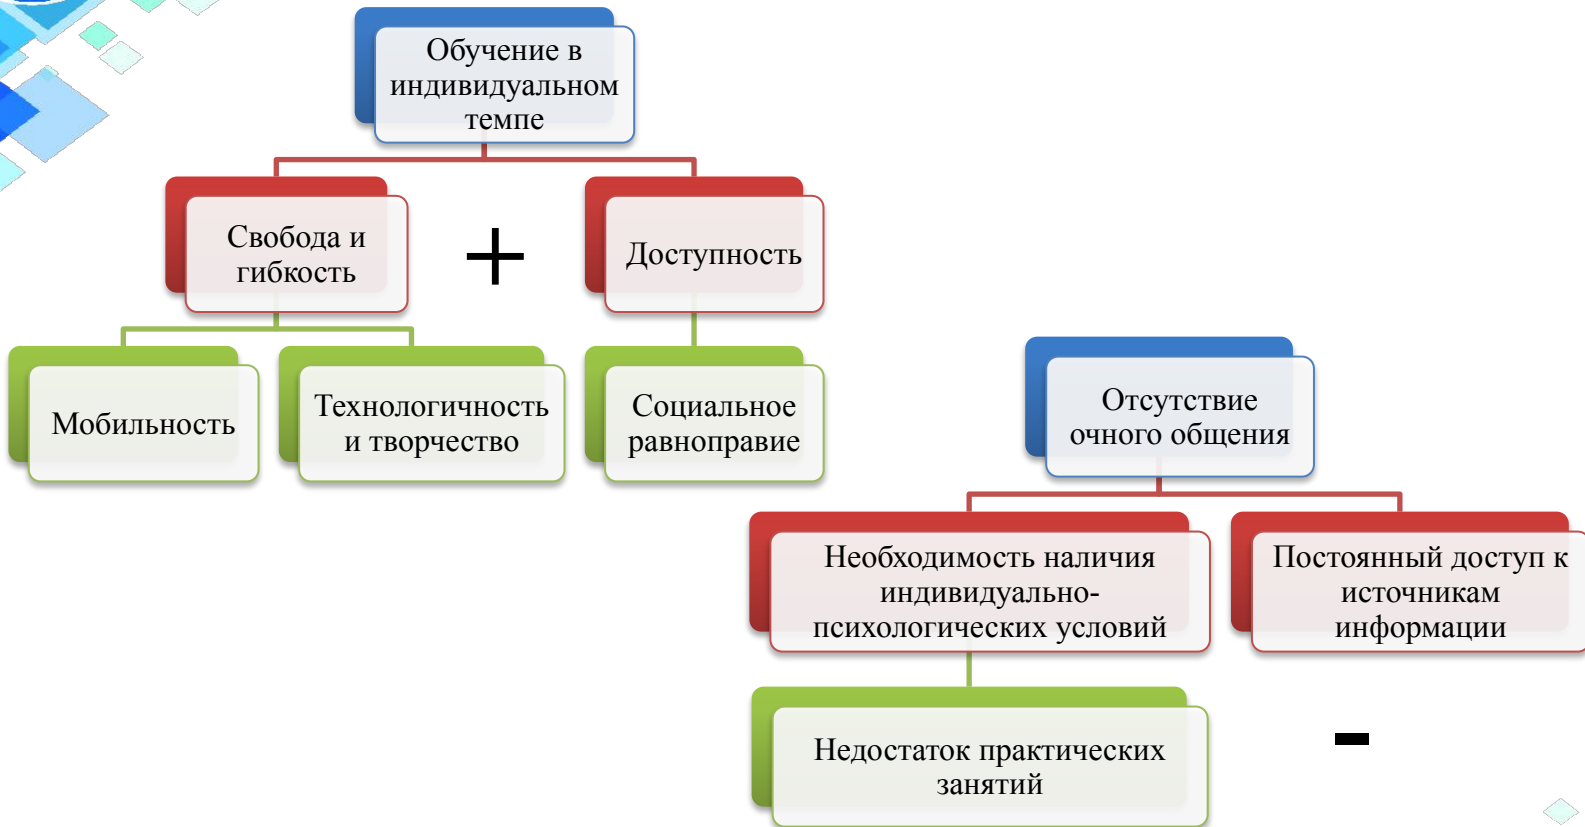 Обучение в
индивидуальном
темпе
Свобода и
гибкость
+
Доступность
Мобильность
Технологичность
и творчество
Социальное
равноправие
Отсутствие
очного общения
Необходимость наличия
индивидуально-
психологических условий
Постоянный доступ к
источникам
информации
Недостаток практических
занятий
-